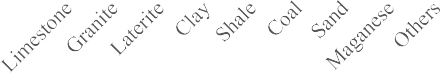 Limestone
Granite
Laterite
Clay
Shale
Coal
Sand
Maganese
Others